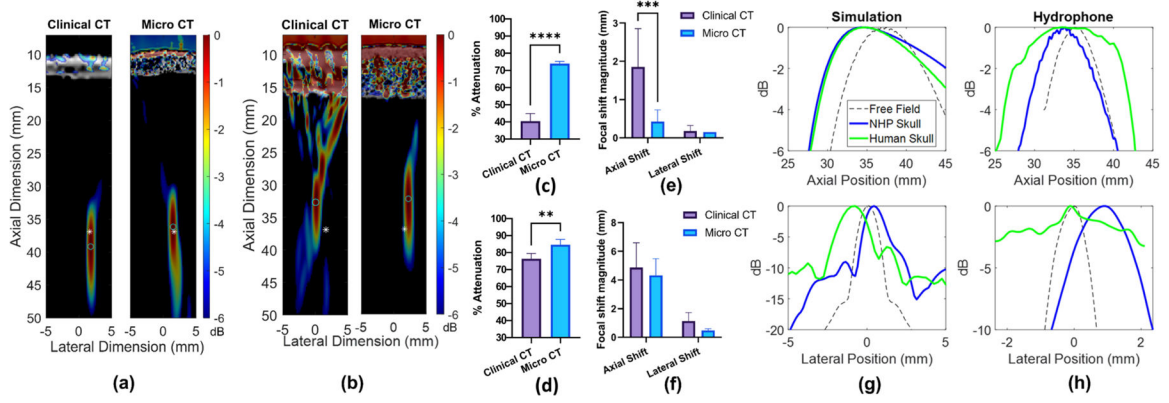 Clinical CT Micro CT
Axial Dimension (mm)
10
15
20
25
30
35
40
45
50
-5 0 5 -5 0 5 dB
0
-1
-2
-3
-4
-5
-6
Lateral Dimension (mm)
(a)
Clinical CT Micro CT
10
15
20
25
30
35
40
45
50
-5 0 5 -5 0 5 dB
0
-1
-2
-3
-4
-5
-6
Lateral Dimension (mm)
(b)
% Attenuation
100
90
80
70
60
50
40
30
****
Clinical CT
Micro CT
(c)
% Attenuation
100
90
80
70
60
50
40
30
**
Clinical CT
Micro CT
(d)
Focal shift magnitude (mm)
3
2
1
0
***
Clinical CT
Micro CT
Axial Shift
Lateral Shift
(e)
Focal shift magnitude (mm)
8
6
4
2
0
Clinical CT
Micro CT
Axial Shift
Lateral Shift
(f)
Simulation
dB
0
-2
-4
-6
Free Field
NHP Skull
Human Skull
25 30 35 40 45
Axial Position (mm)
dB
0
-5
-10
-15
-20
-5 0 5
Lateral Position (mm)
(g)
Hydrophone
dB
0
-2
-4
-6
25 30 35 40 45
Axial Position (mm)
dB
0
-5
-10
-2 0 2
Lateral Position (mm)
(h)